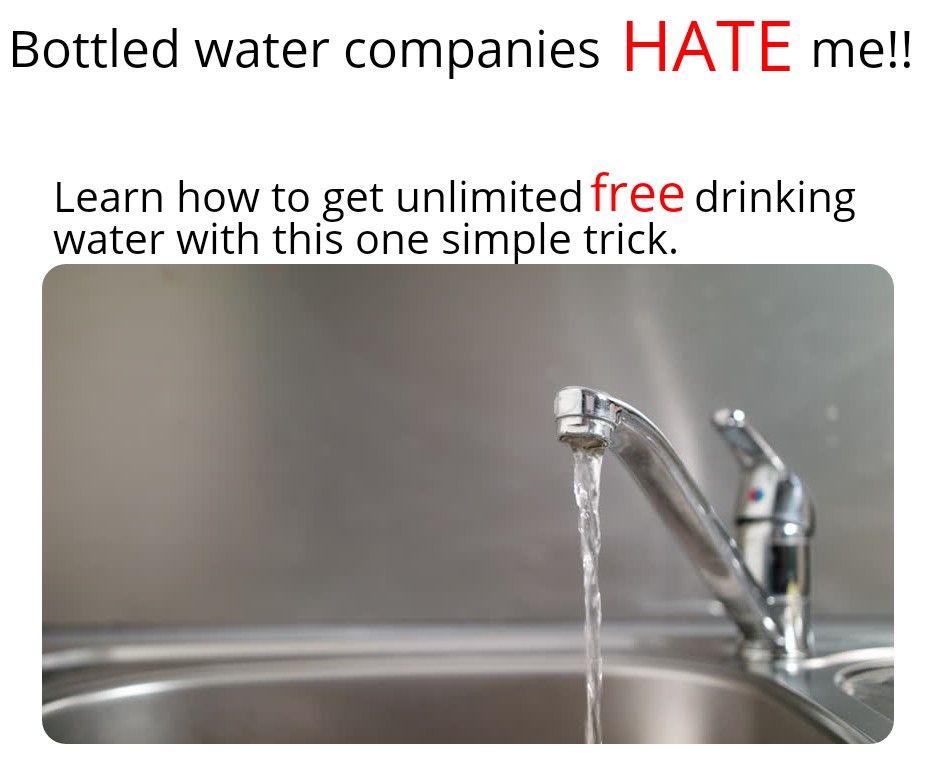 Bottled water companies HATE me!!
Learn how to get unlimited free drinking
water with this one simple trick.